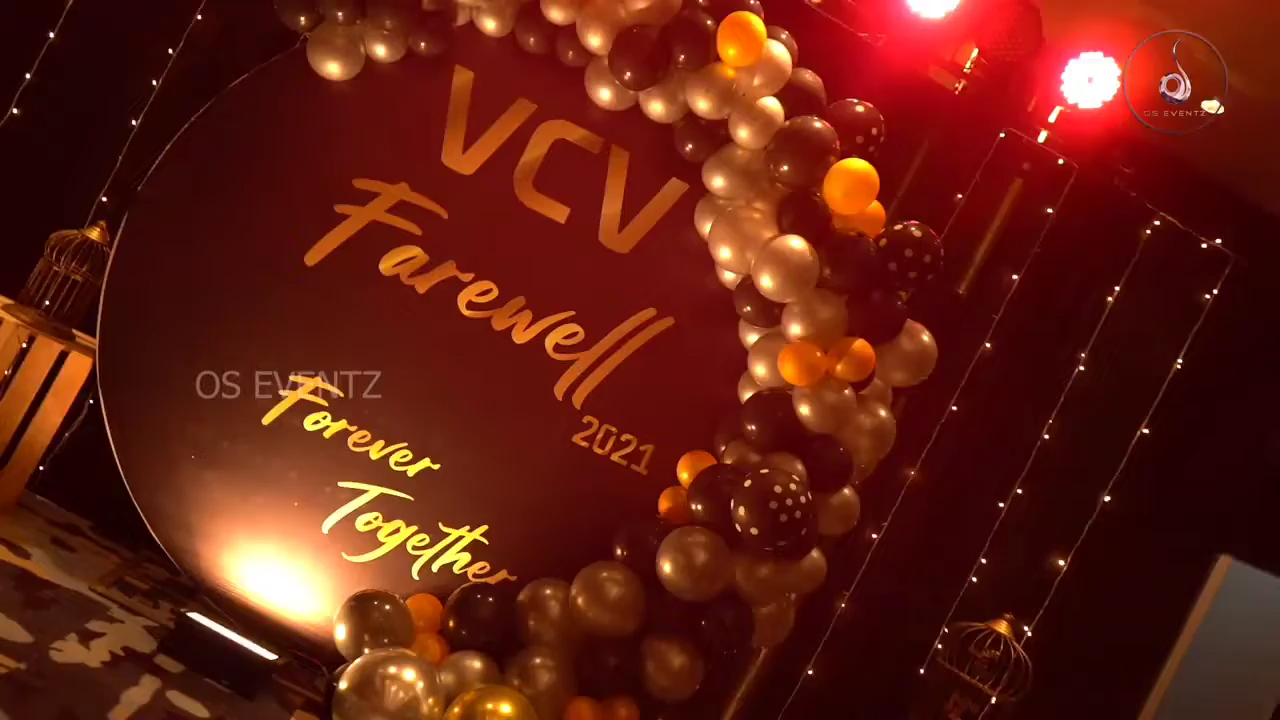 VCV
Farewell
2021
Forever
Together
OS EVENTZ
OS EVENTZ